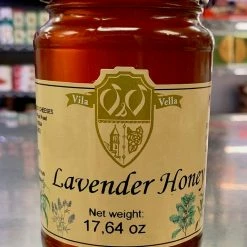 Vila Vella
Lavender Honey
Net weight:
17,64 oz